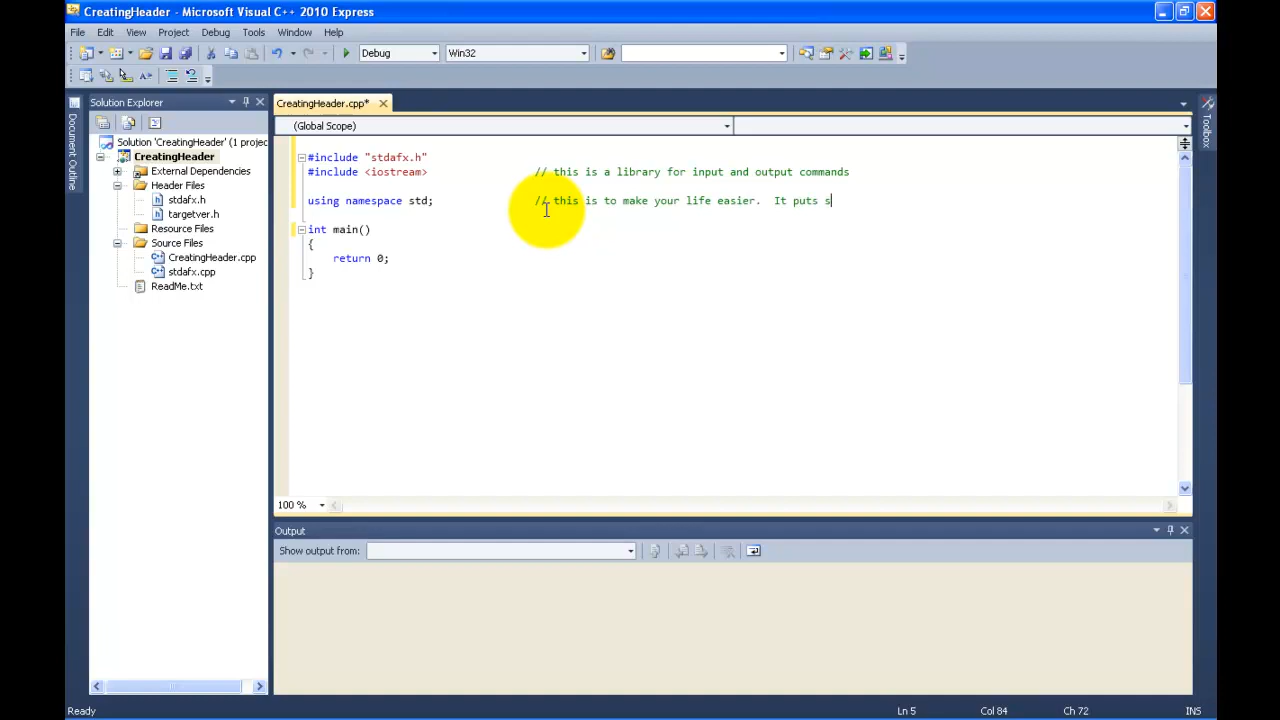 CreatingHeader - Microsoft Visual C++ 2010 Express
File Edit View Project Debug Tools Window Help
Debug Win32
Solution Explorer
CreatingHeader.cpp*
Document Outline
Toolbox
(Global Scope)
Solution 'CreatingHeader' (1 projec
CreatingHeader
External Dependencies
Header Files
stdafx.h
targetver.h
Resource Files
Source Files
CreatingHeader.cpp
stdafx.cpp
ReadMe.txt
#include "stdafx.h"
#include <iostream> // this is a library for input and output commands
using namespace std; // this is to make your life easier.  It puts s
int main()
{
return 0;
}
100 %
Output
Show output from:
Ready Ln 5 Col 84 Ch 72 INS